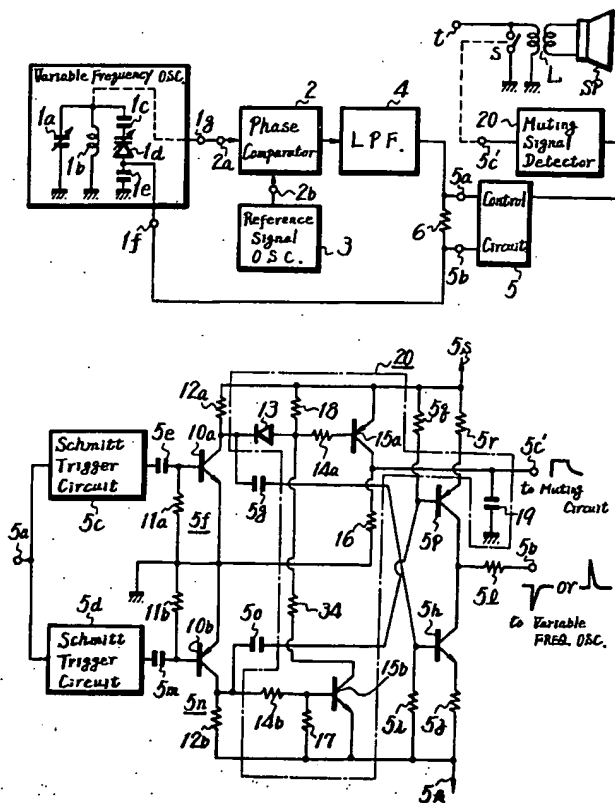 t
S
L
SP
Variable Frequency OSC.
1a
1b
1c
1d
1e
1g
2a
2
Phase
Comparator
4
L.P.F.
20
Muting
Signal
Detector
5c'
5a
Control
Circuit
5
6
5b
2b
Reference
Signal
OSC.
3
1f
20
5s
12a
18
5q
5r
5e
10a
13
15a
14a
5c'
to Muting
Circuit
Schmitt
Trigger
Circuit
5c
5g
11a
5f
16
5p
19
5a
5l
5b
or
to Variable
FREQ. OSC.
5d
Schmitt
Trigger
Circuit
11b
34
10b
5o
5h
5m
5n
15b
14b
12b
17
5i
5j
5k